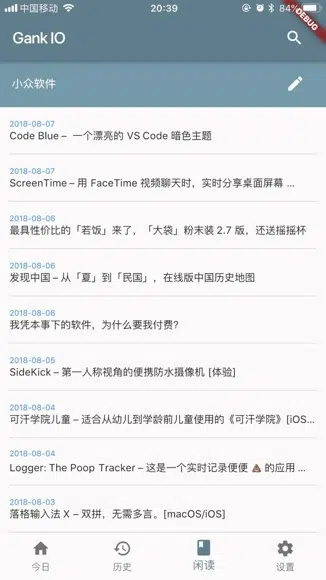 中国移动 20:39 84%
DEBUG
Gank IO
小众软件
2018-08-07
Code Blue – 一个漂亮的 VS Code 暗色主题
2018-08-07
ScreenTime – 用 FaceTime 视频聊天时，实时分享桌面屏幕 ...
2018-08-06
最具性价比的「若饭」来了，「大袋」粉末装 2.7 版，还送摇摇杯
2018-08-06
发现中国 – 从「夏」到「民国」，在线版中国历史地图
2018-08-06
我凭本事下的软件，为什么要我付费？
2018-08-05
SideKick – 第一人称视角的便携防水摄像机 [体验]
2018-08-04
可汗学院儿童 – 适合从幼儿到学龄前儿童使用的《可汗学院》[iOS...
2018-08-04
Logger: The Poop Tracker – 这是一个实时记录便便 💩 的应用 ...
2018-08-03
落格输入法 X – 双拼，无需多言。[macOS/iOS]
今日 历史 闲读 设置